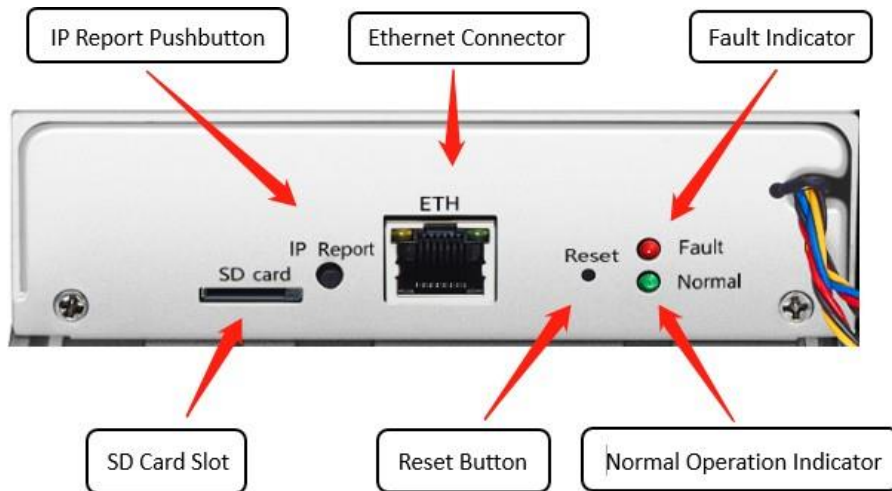 IP Report Pushbutton
Ethernet Connector
Fault Indicator
ETH
IP Report
SD card
Reset
Fault
Normal
SD Card Slot
Reset Button
Normal Operation Indicator